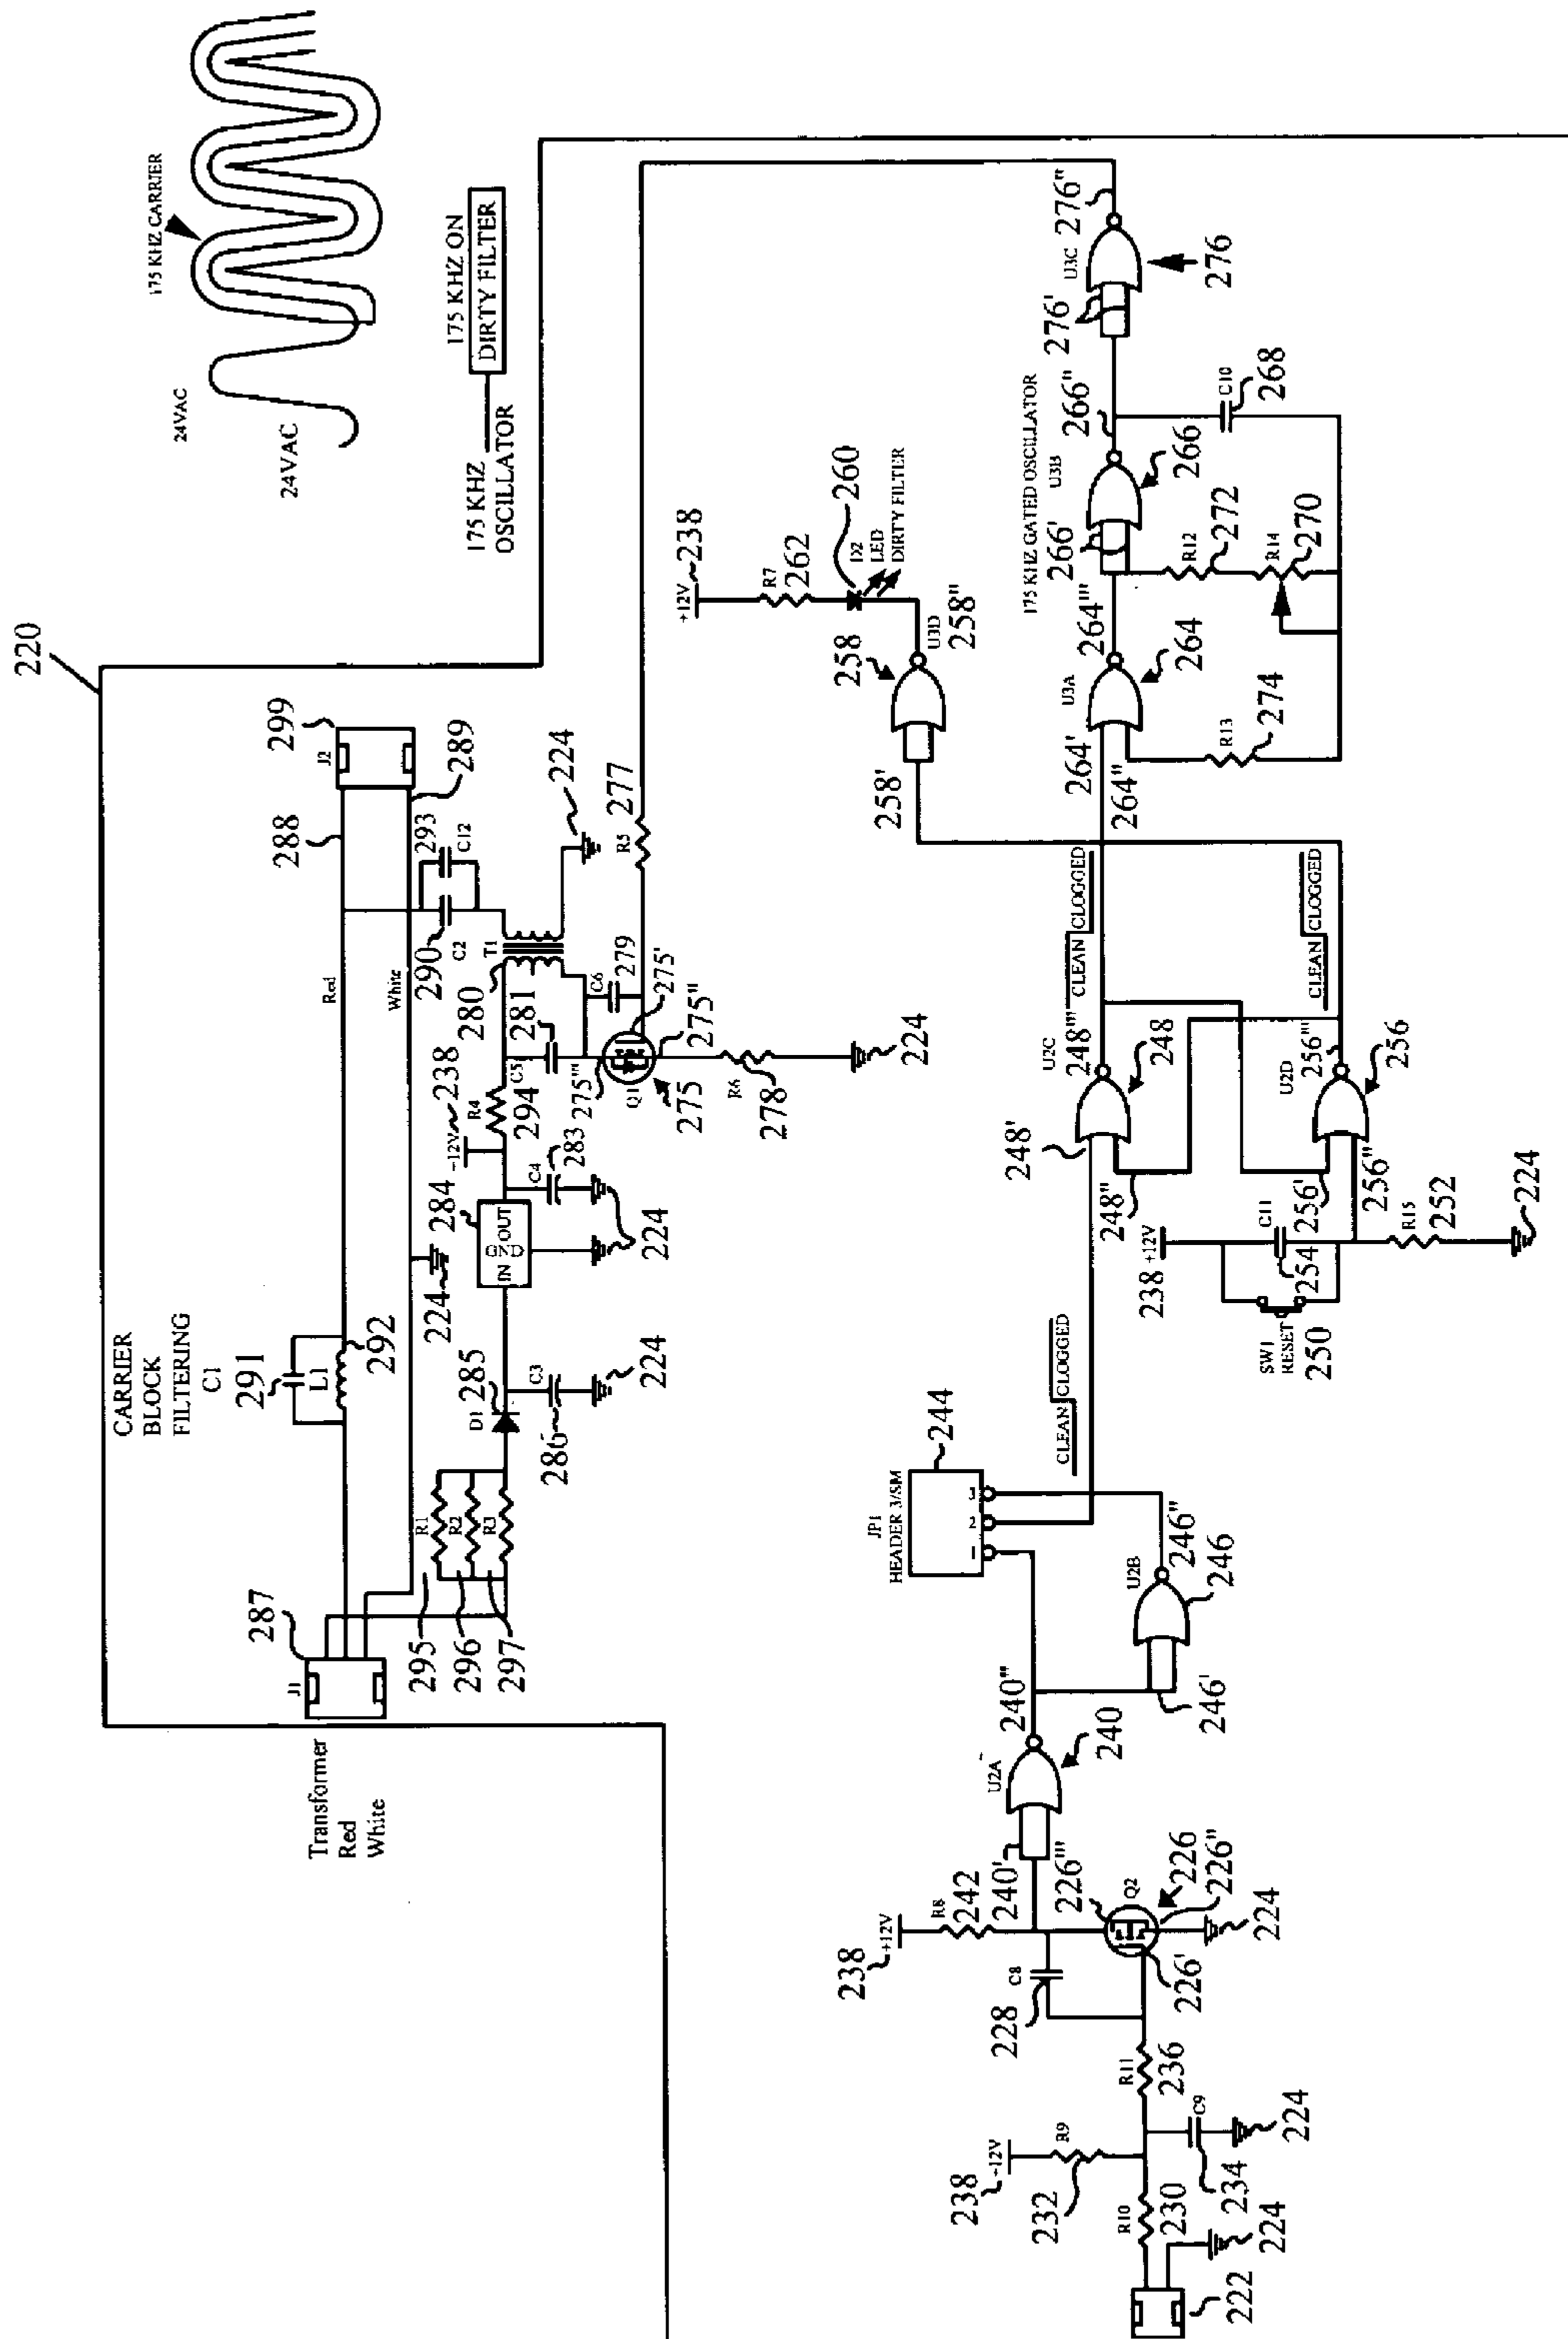 220
CARRIER
BLOCK
FILTERING
C1
291
L1
292
Red
White
288
299
J2
289
293
C12
290
C2
24VAC
175 KHZ CARRIER
24VAC
175 KHZ ON
DIRTY FILTER
175 KHZ
OSCILLATOR
Transformer
Red
White
287
J1
295
296
297
R1
R2
R3
D1
285
286
C3
224
224
284
IN
GND
OUT
224
C4
283
238
R4
294
C5
281
280
T1
C6
279
275'
275"
275'''
Q1
275
R6
278
224
224
277
R5
238
+12V
R7
262
260
D2
LED
DIRTY FILTER
258
U3D
258"
258'
222
224
R10
230
232
R9
238
234
C9
224
R11
236
228
C8
238
+12V
R8
242
240'
226'''
Q2
226
226"
226'
224
U2A
240
240"
246'
U2B
246
246"
JP1
HEADER 3/SM
244
1
2
3
CLEAN
CLOGGED
SW1
RESET
250
238
+12V
C11
254
R15
252
224
248'
248"
U2C
248
248'''
256'
256"
U2D
256
256'''
CLEAN
CLOGGED
CLEAN
CLOGGED
264'
264"
U3A
264
264'''
R13
274
175 KHZ GATED OSCILLATOR
266'
U3B
266
266"
R12
272
R14
270
C10
268
276'
U3C
276
276"